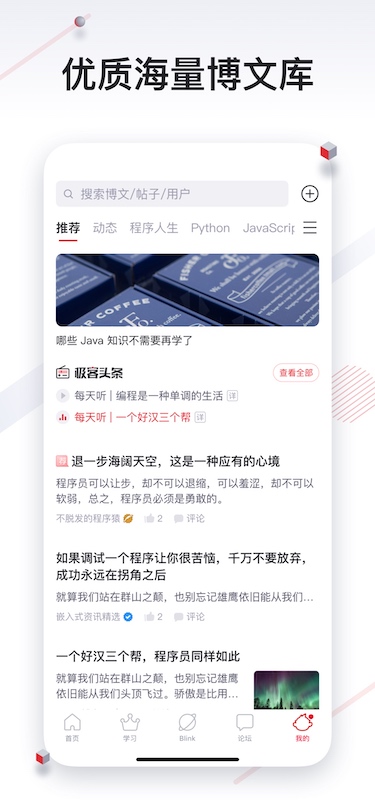 优质海量博文库
搜索博文/帖子/用户
推荐 动态 程序人生 Python JavaScrip
FISHER COFFEE
哪些 Java 知识不需要再学了
极客头条 查看全部
每天听 | 编程是一种单调的生活 详
每天听 | 一个好汉三个帮 详
退一步海阔天空，这是一种应有的心境
程序员可以让步，却不可以退缩，可以羞涩，却不可以
软弱，总之，程序员必须是勇敢的。
不脱发的程序猿 2 评论
如果调试一个程序让你很苦恼，千万不要放弃，
成功永远在拐角之后
就算我们站在群山之颠，也别忘记雄鹰依旧能从我们...
嵌入式资讯精选 2 评论
一个好汉三个帮，程序员同样如此
就算我们站在群山之颠，也别忘记雄鹰
依旧能从我们头顶飞过。骄傲是比用...
首页 学习 Blink 论坛 我的